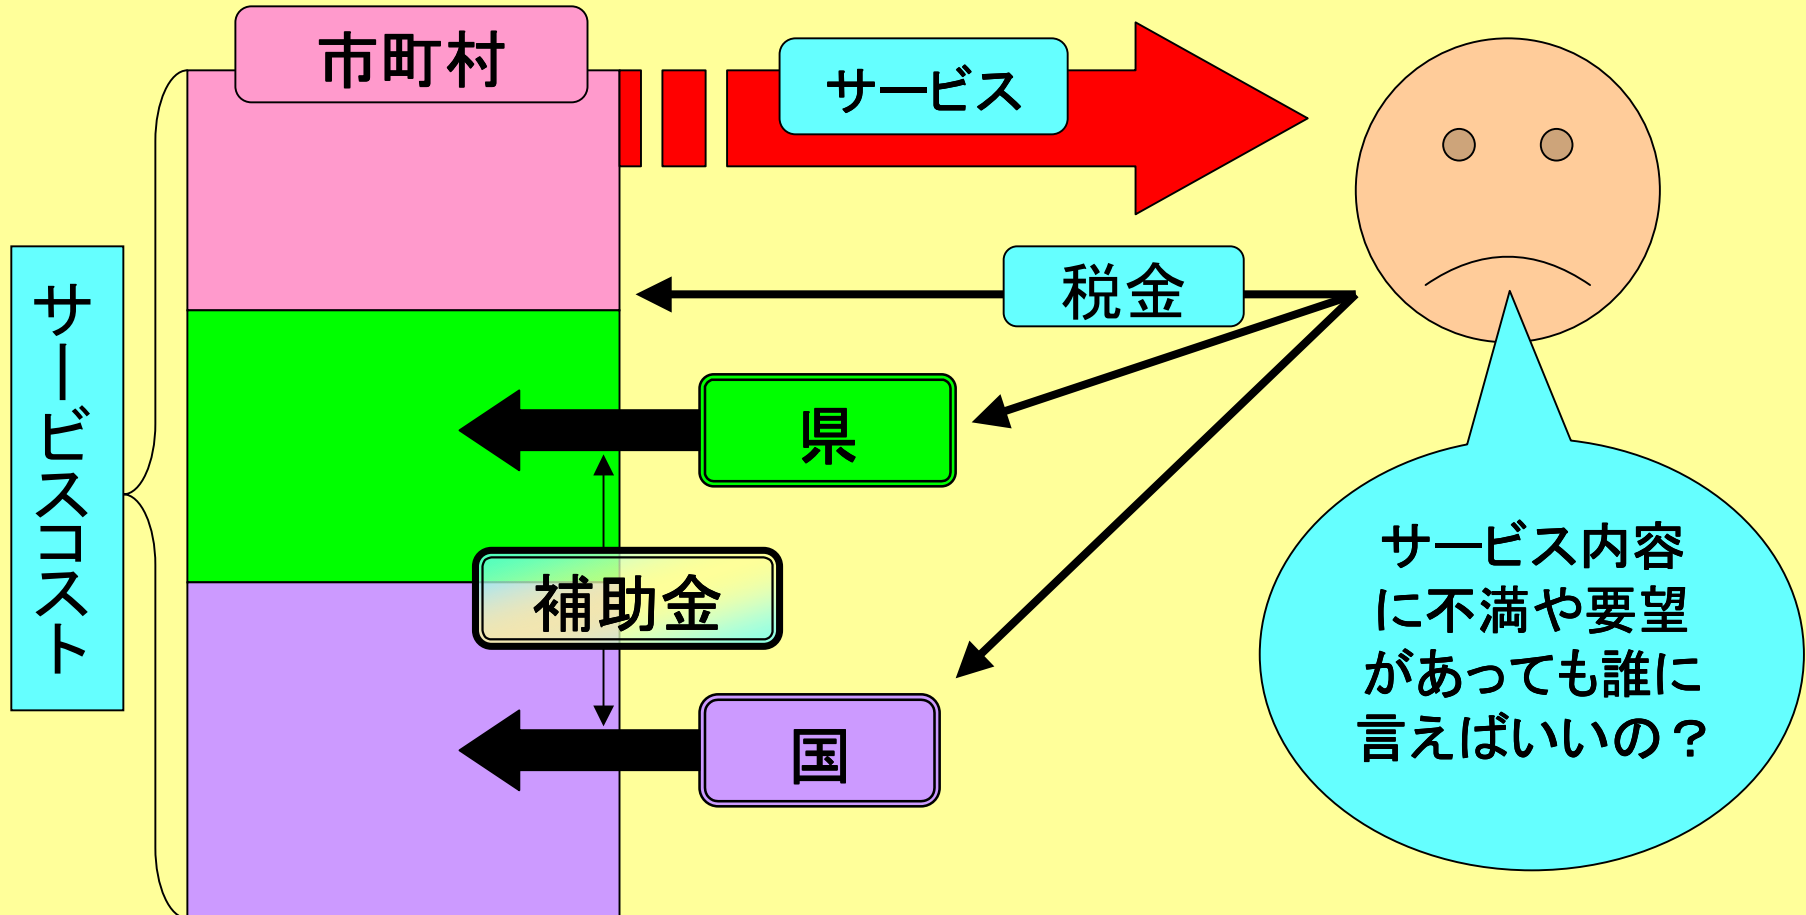 市町村
サービス
税金
サービスコスト
県
補助金
国
サービス内容
に不満や要望
があっても誰に
言えばいいの？